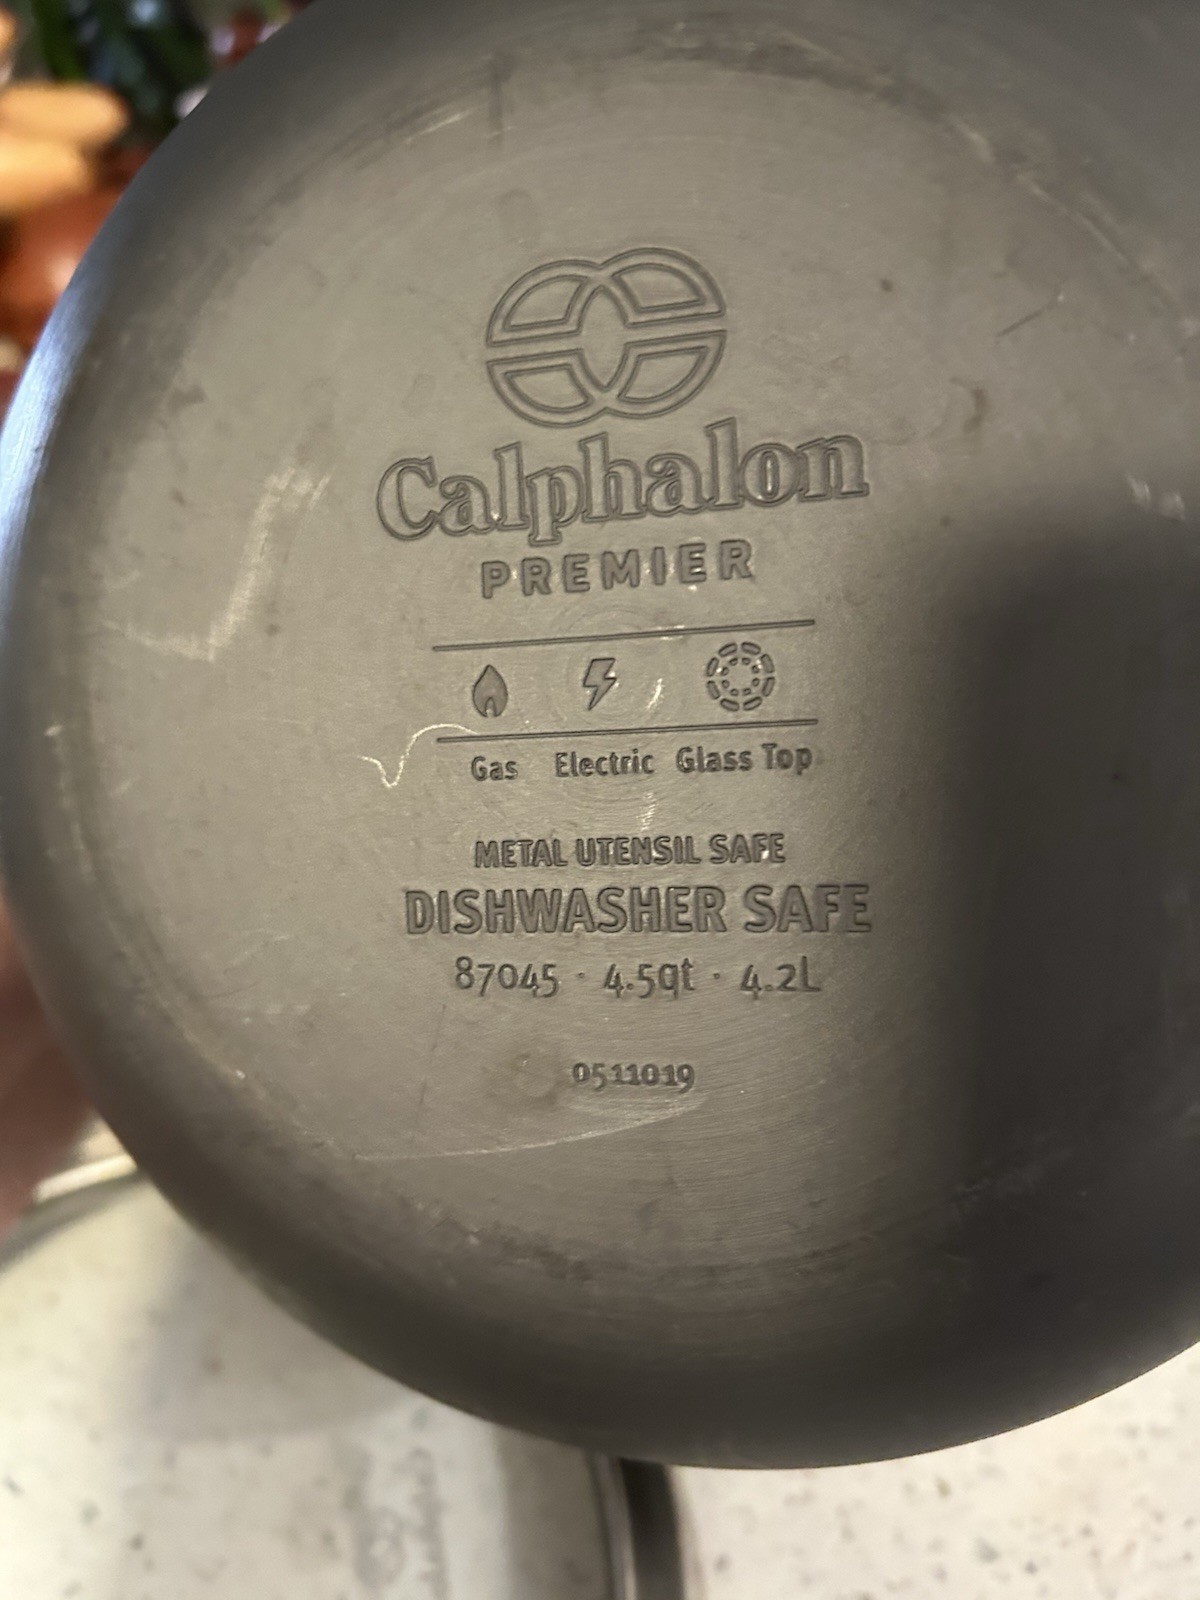 Calphalon
PREMIER
Gas Electric Glass Top
METAL UTENSIL SAFE
DISHWASHER SAFE
87045 · 4.5qt · 4.2L
0511019